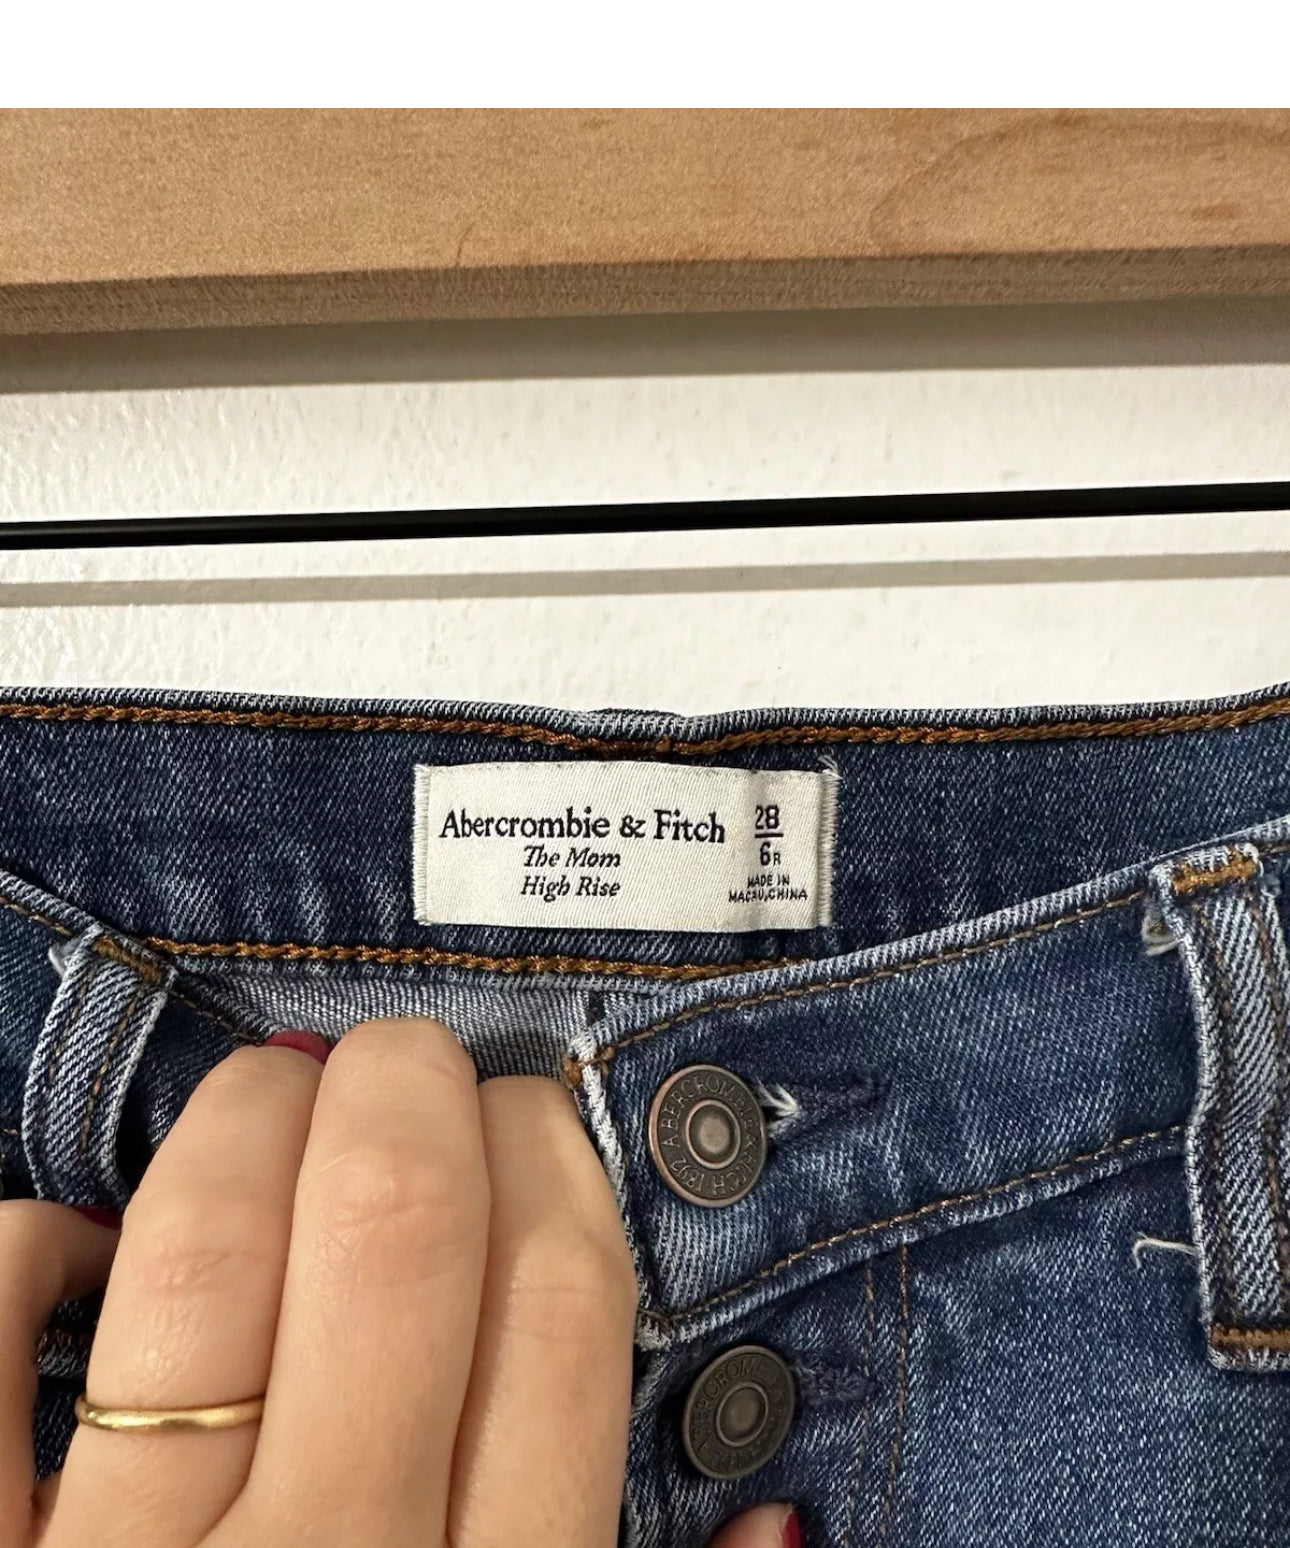 Abercrombie & Fitch
The Mom
High Rise
28
6R
MADE IN
MACAU,CHINA
ABERCROMBIE & FITCH 1892